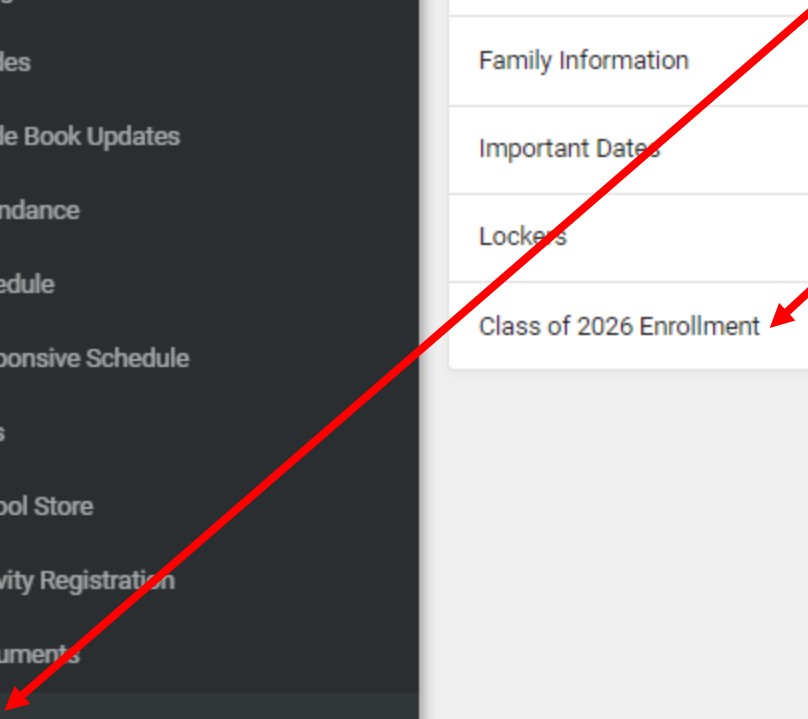 les
de Book Updates
ndance
edule
ponsive Schedule
s
ool Store
vity Registration
uments
Family Information
Important Dates
Lockers
Class of 2026 Enrollment